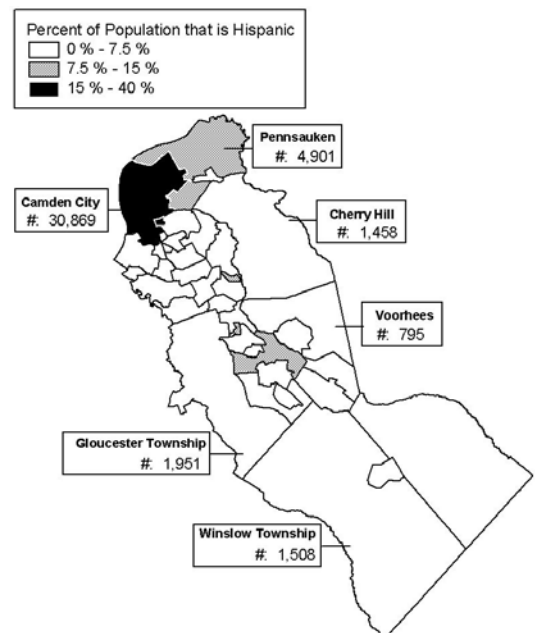 Percent of Population that is Hispanic
0 % - 7.5 %
7.5 % - 15 %
15 % - 40 %
Pennsauken
#: 4,901
Camden City
#: 30,869
Cherry Hill
#: 1,458
Voorhees
#: 795
Gloucester Township
#: 1,951
Winslow Township
#: 1,508